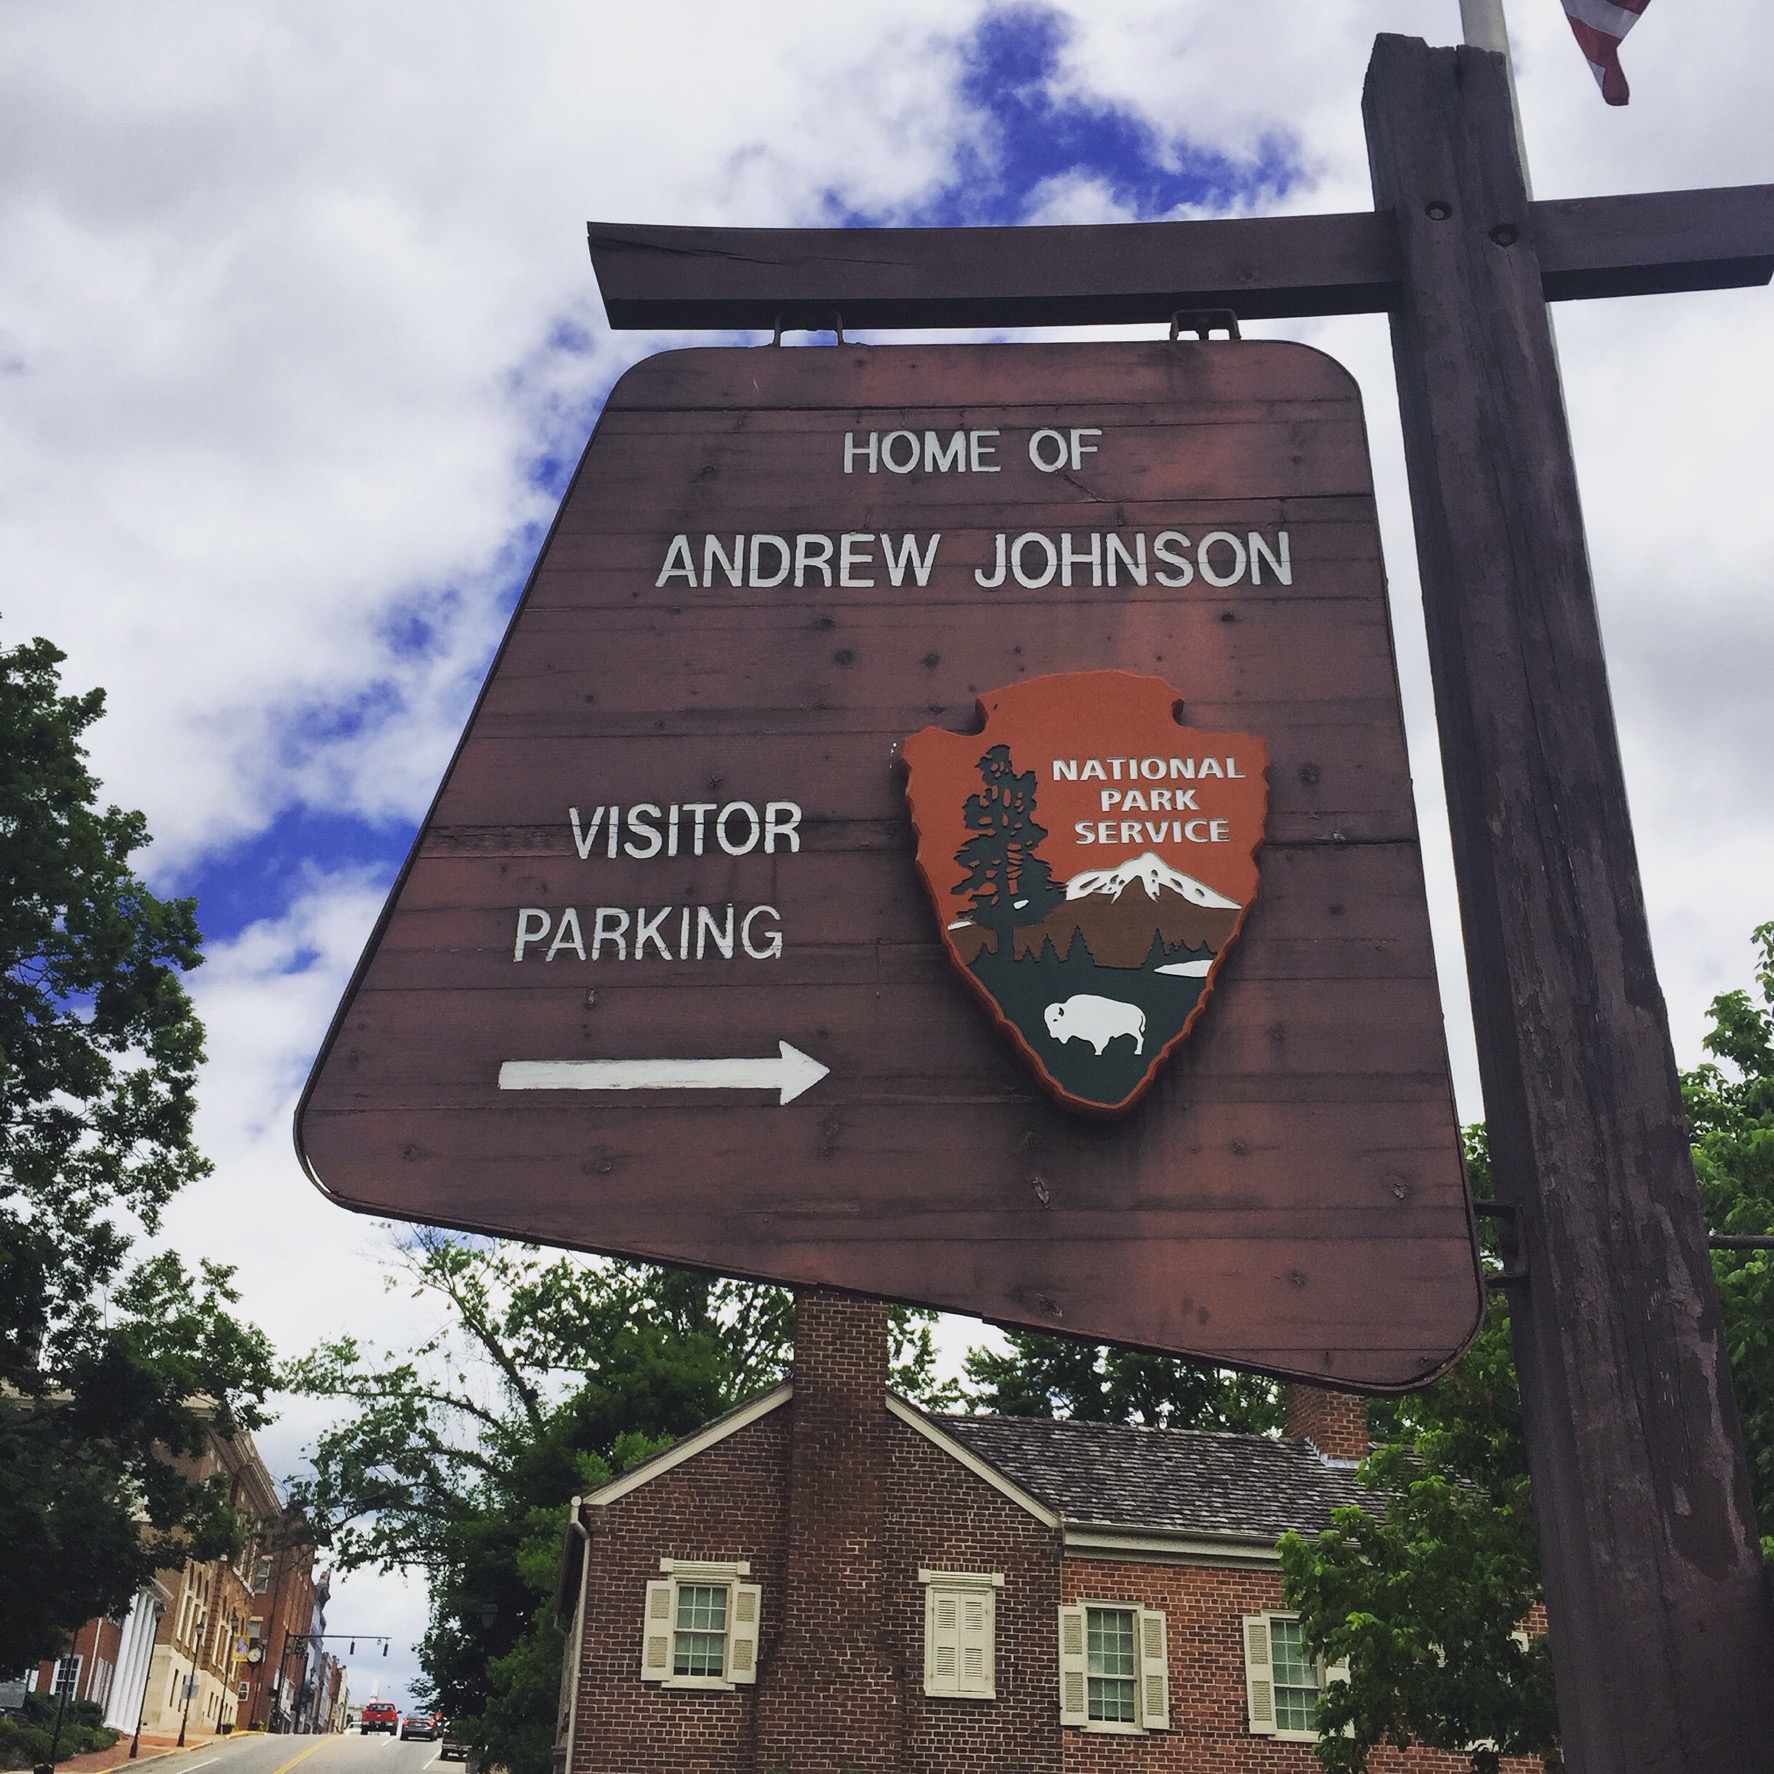 HOME OF
ANDREW JOHNSON
VISITOR
PARKING
NATIONAL
PARK
SERVICE